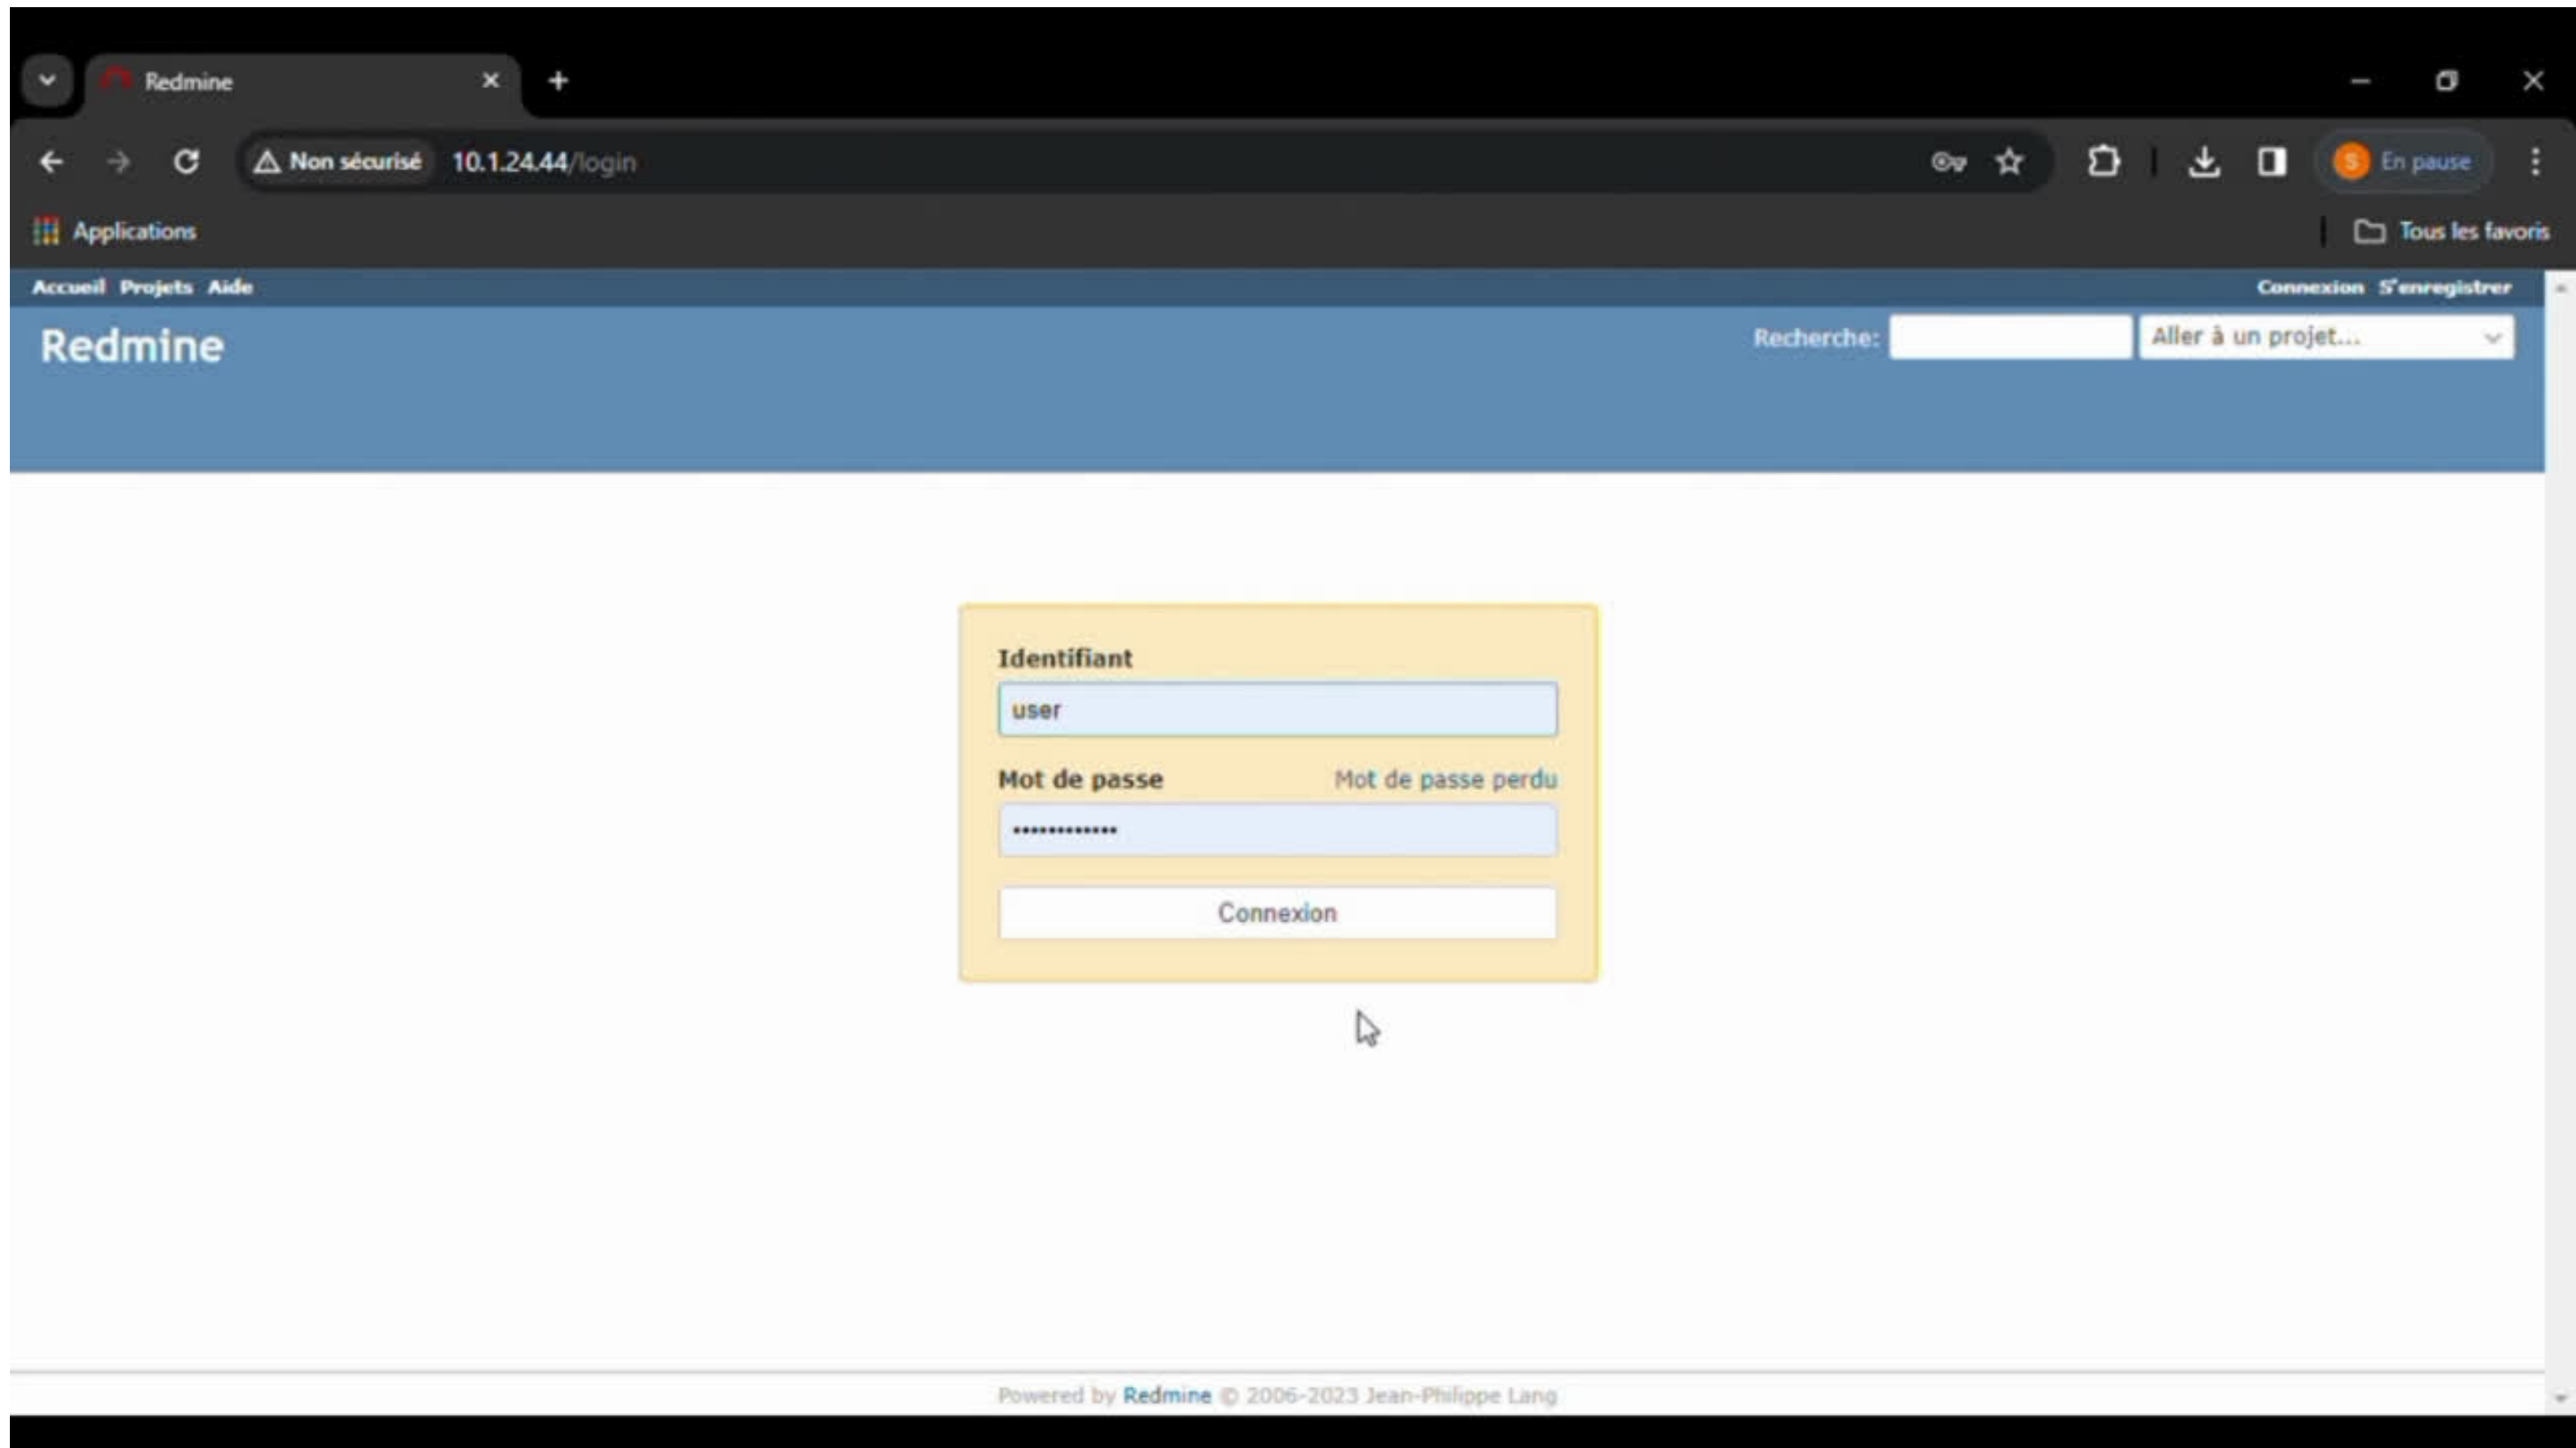 Redmine
Non sécurisé 10.1.24.44/login
S En pause
Applications
Tous les favoris
Accueil Projets Aide
Connexion S'enregistrer
Redmine
Recherche: Aller à un projet...
Identifiant
user
Mot de passe Mot de passe perdu
••••••••••••
Connexion
Powered by Redmine © 2006-2023 Jean-Philippe Lang